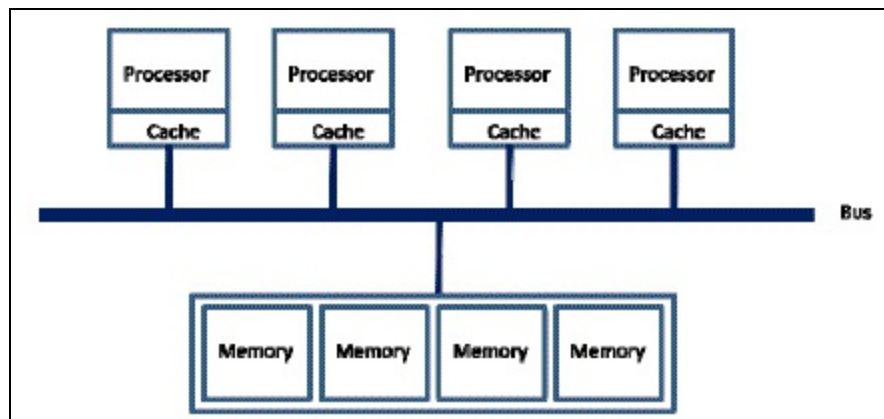 Processor Processor Processor Processor
Cache Cache Cache Cache
Bus
Memory Memory Memory Memory